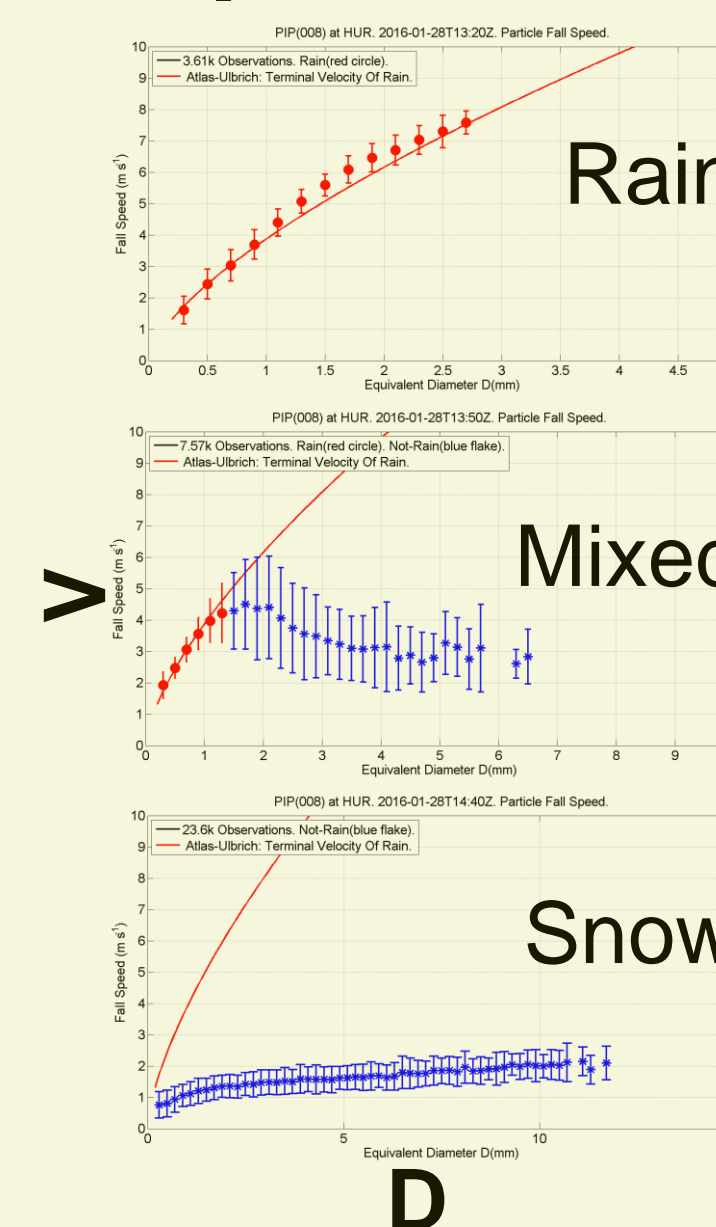 PIP(008) at HUR. 2016-01-28T13:20Z. Particle Fall Speed.
3.61k Observations. Rain(red circle).
Atlas-Ulbrich: Terminal Velocity Of Rain.
Rain
Fall Speed (m s¹)
10
9
8
7
6
5
4
3
2
1
0
0 0.5 1 1.5 2 2.5 3 3.5 4 4.5
Equivalent Diameter D(mm)
PIP(008) at HUR. 2016-01-28T13:50Z. Particle Fall Speed.
7.57k Observations. Rain(red circle). Not-Rain(blue flake).
Atlas-Ulbrich: Terminal Velocity Of Rain.
Mixed
V
Fall Speed (m s¹)
10
9
8
7
6
5
4
3
2
1
0
0 1 2 3 4 5 6 7 8 9
Equivalent Diameter D(mm)
PIP(008) at HUR. 2016-01-28T14:40Z. Particle Fall Speed.
23.6k Observations. Not-Rain(blue flake).
Atlas-Ulbrich: Terminal Velocity Of Rain.
Snow
Fall Speed (m s¹)
10
9
8
7
6
5
4
3
2
1
0
0 5 10
Equivalent Diameter D(mm)
D